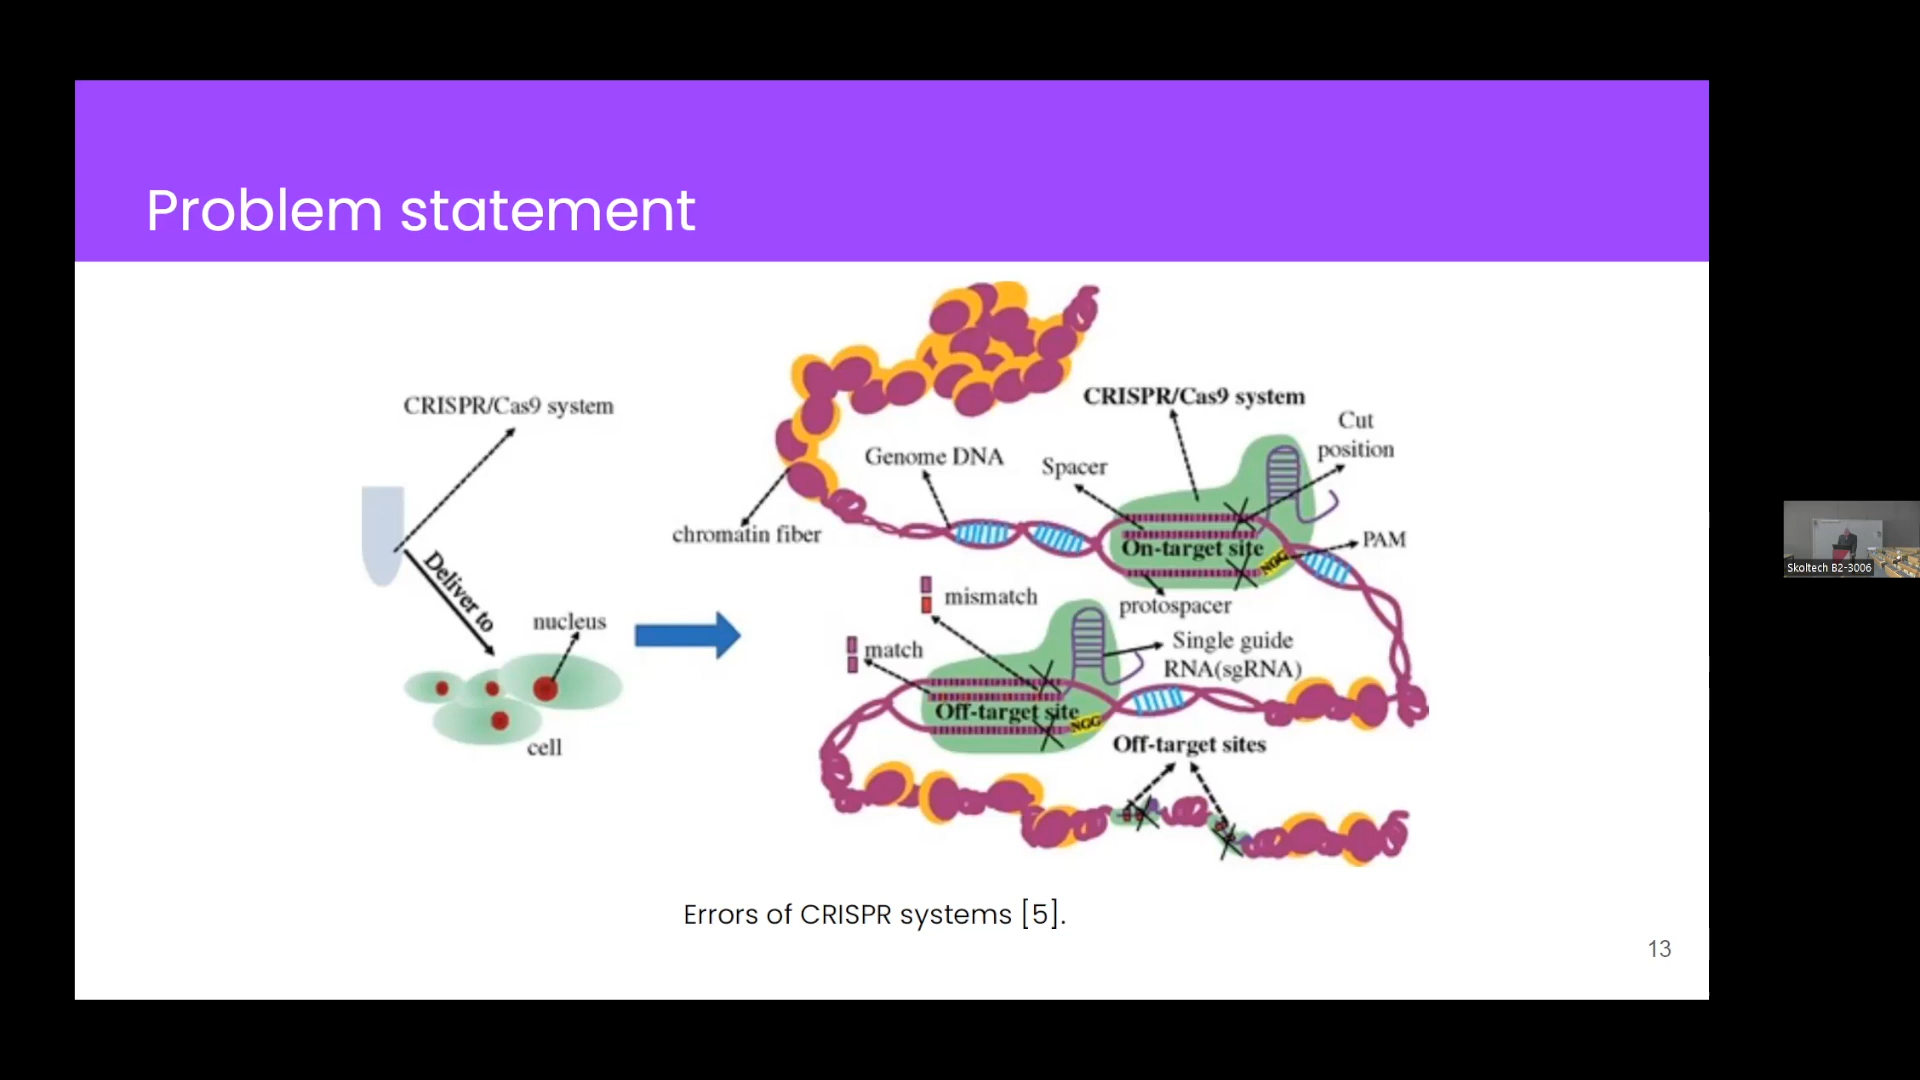 Problem statement
CRISPR/Cas9 system
Deliver to
nucleus
cell
CRISPR/Cas9 system
Cut
position
Genome DNA
Spacer
chromatin fiber
On-target site
NGG
PAM
mismatch
protospacer
match
Single guide
RNA(sgRNA)
Off-target site
NGG
Off-target sites
Errors of CRISPR systems [5].
13
Skoltech B2-3006